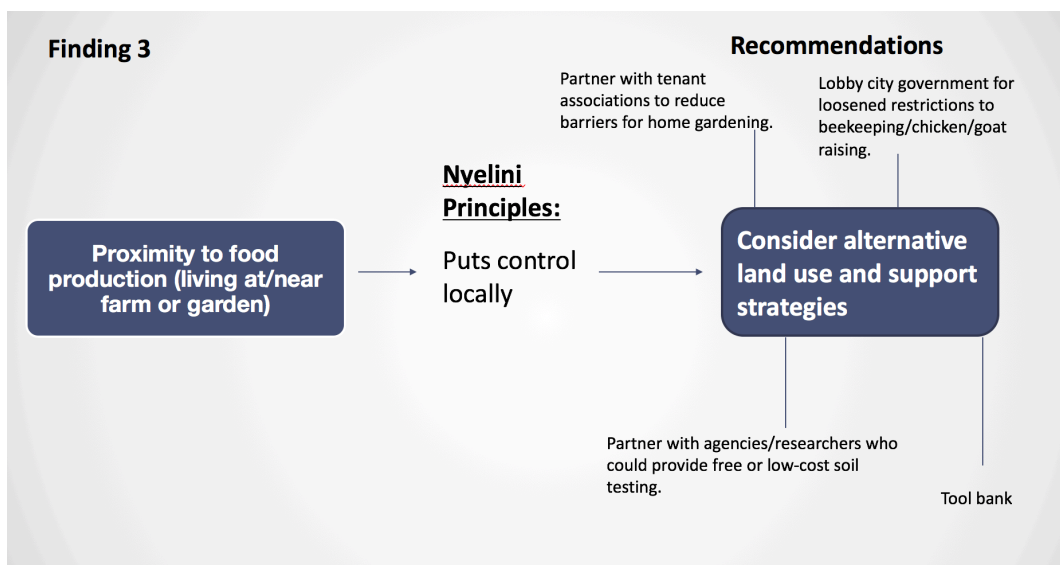 Finding 3
Recommendations
Partner with tenant
associations to reduce
barriers for home gardening.
Lobby city government for
loosened restrictions to
beekeeping/chicken/goat
raising.
Nyelini
Principles:
Puts control
locally
Proximity to food
production (living at/near
farm or garden)
Consider alternative
land use and support
strategies
Partner with agencies/researchers who
could provide free or low-cost soil
testing.
Tool bank